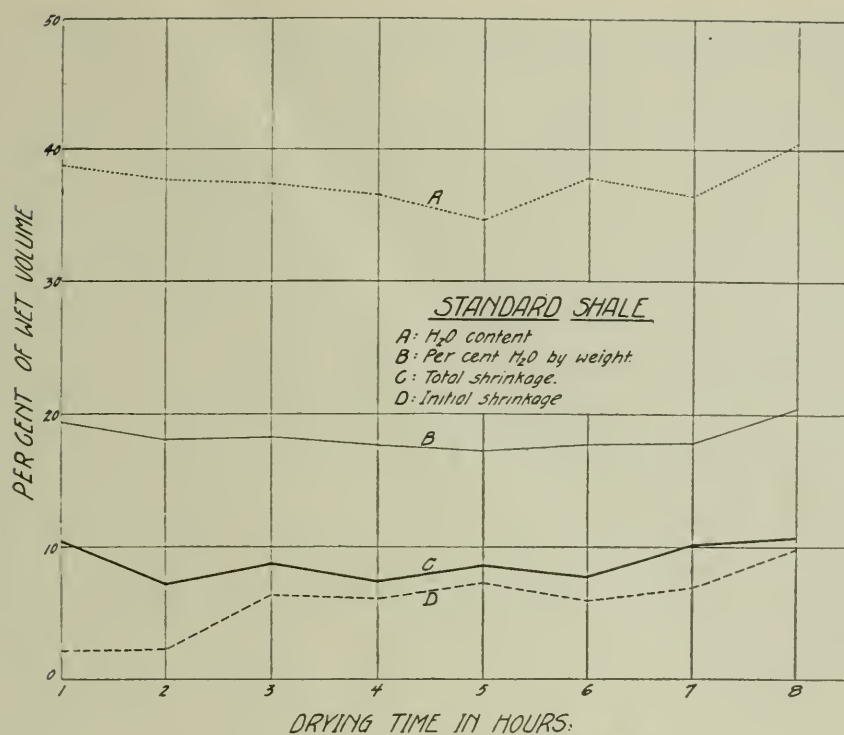 50
40
30
20
10
0
PER CENT OF WET VOLUME
A
STANDARD SHALE
A: H₂O content
B: Per cent H₂O by weight.
C: Total shrinkage.
D: Initial shrinkage
B
C
D
1 2 3 4 5 6 7 8
DRYING TIME IN HOURS: